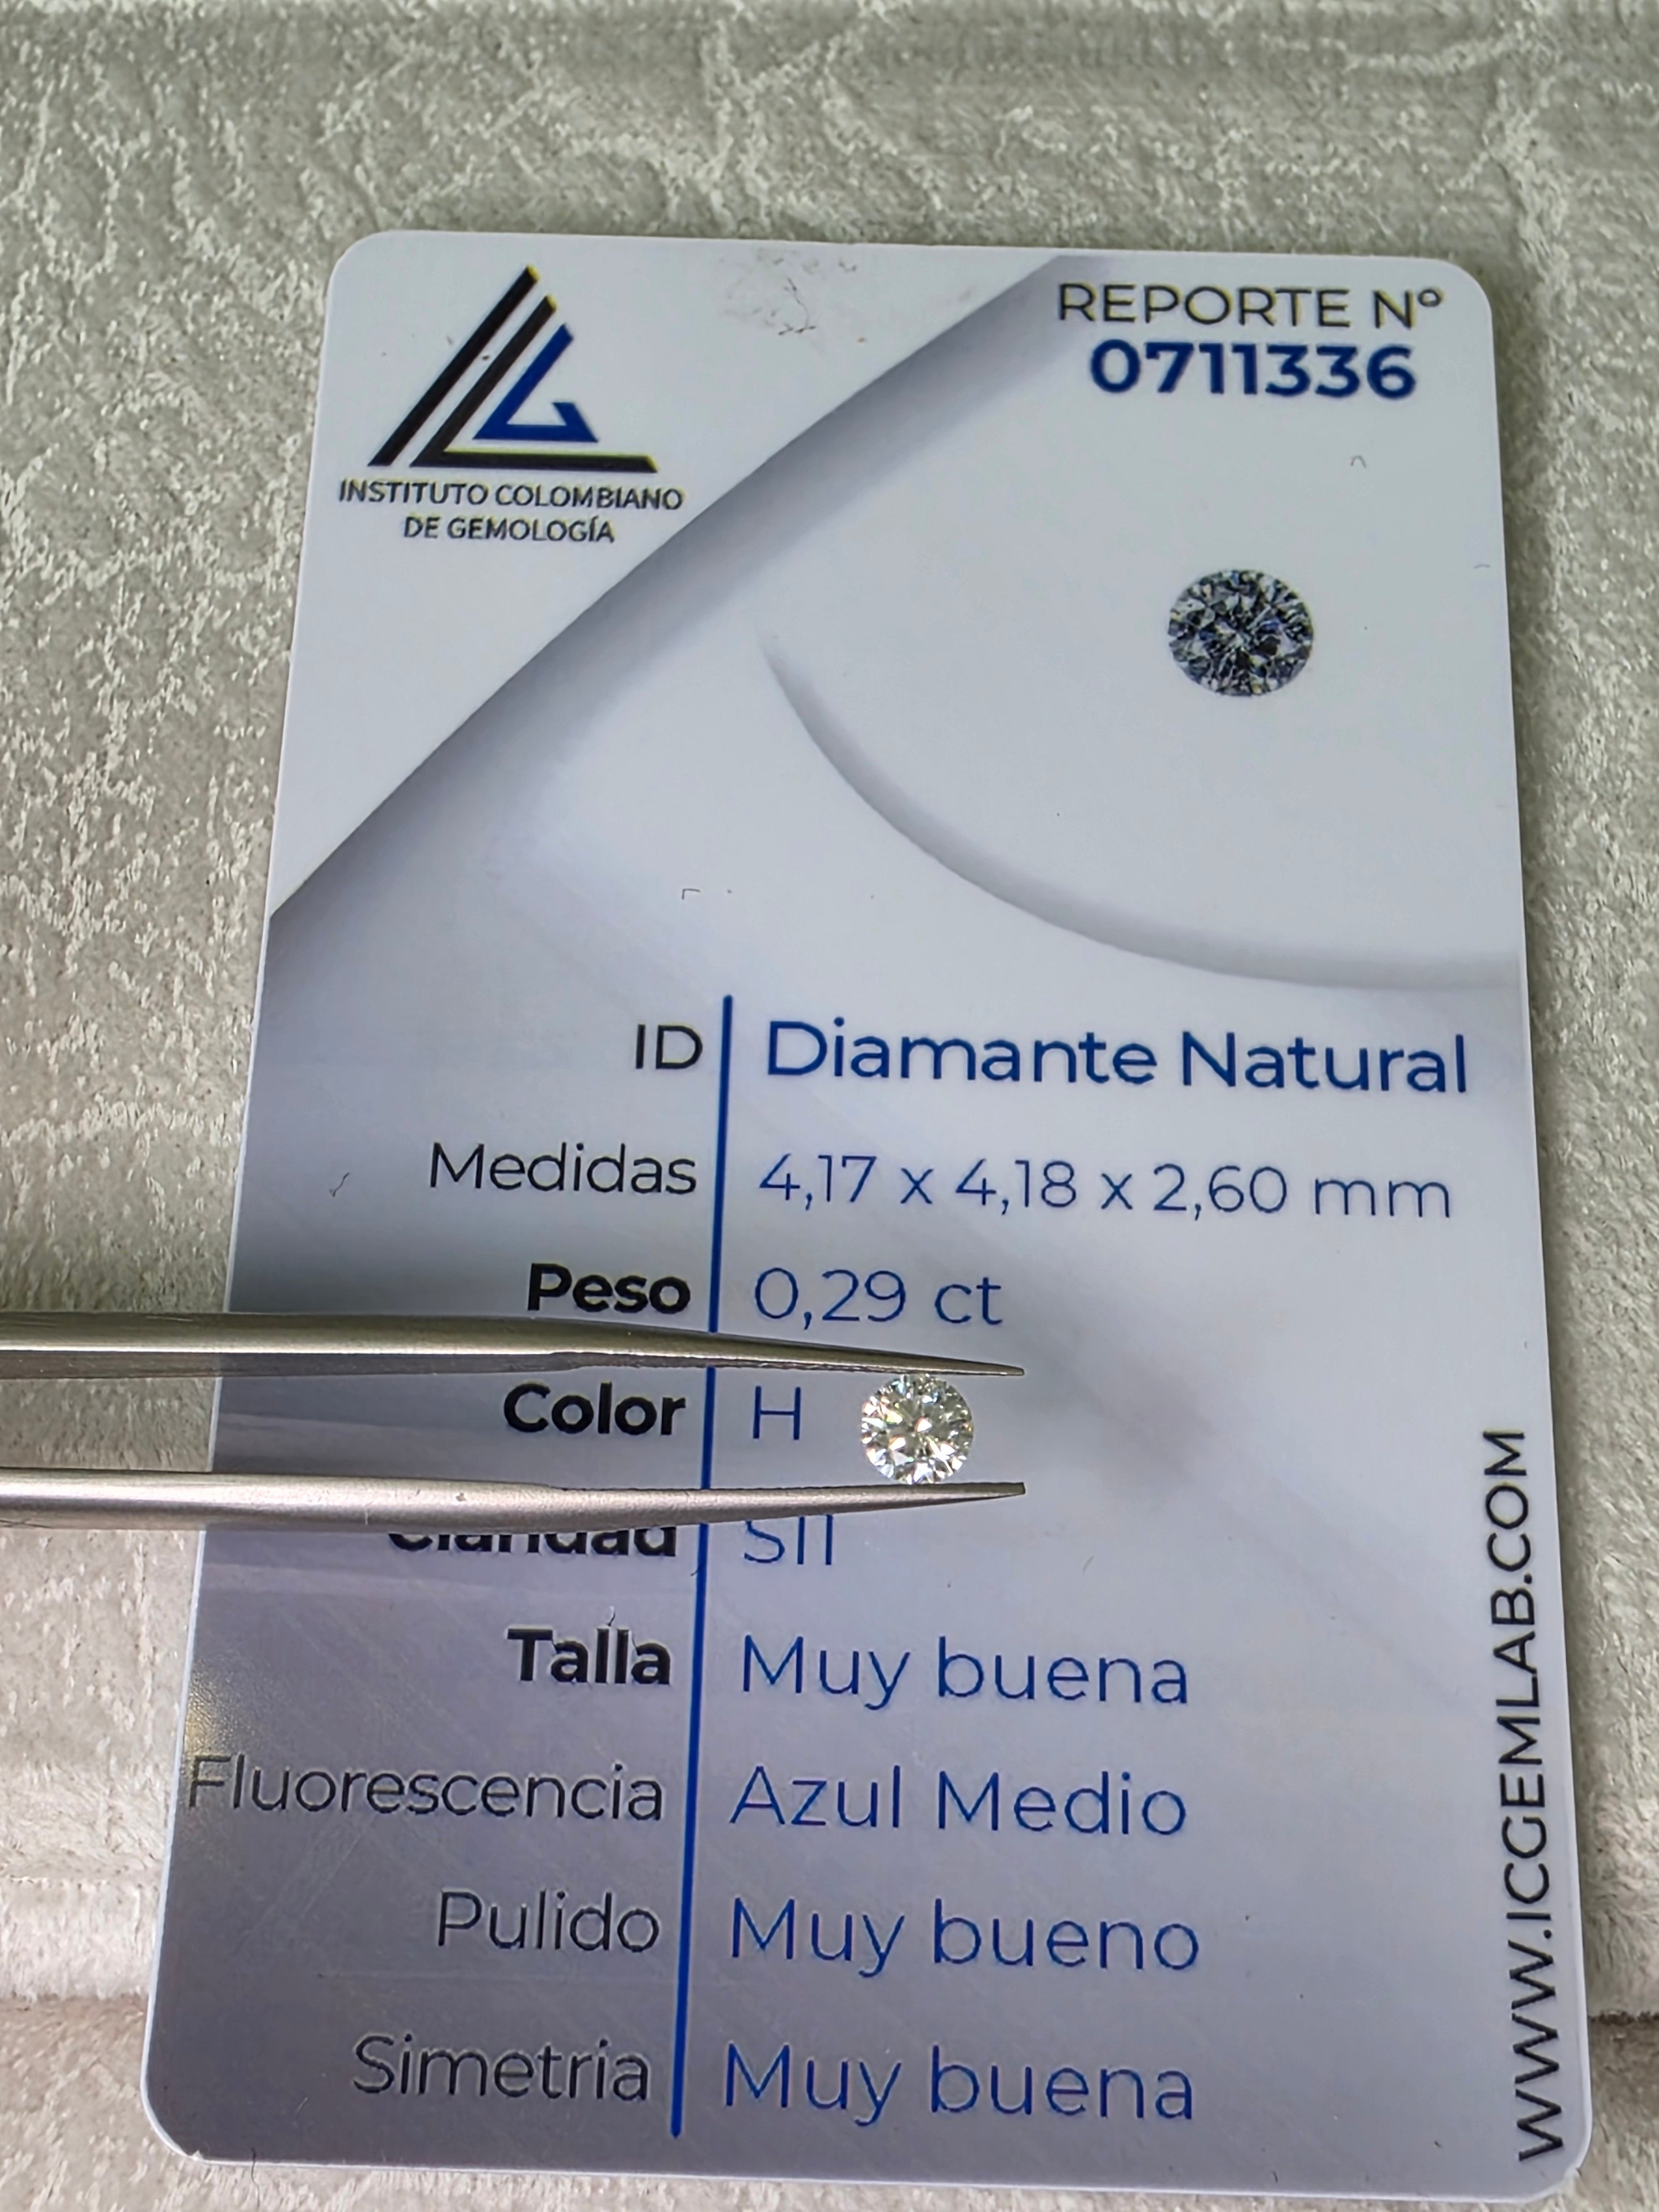 INSTITUTO COLOMBIANO
DE GEMOLOGÍA
REPORTE Nº
0711336
ID Diamante Natural
Medidas 4,17 x 4,18 x 2,60 mm
Peso 0,29 ct
Color H
Claridad SI1
Talla Muy buena
Fluorescencia Azul Medio
Pulido Muy bueno
Simetria Muy buena
WWW.ICGEMLAB.COM